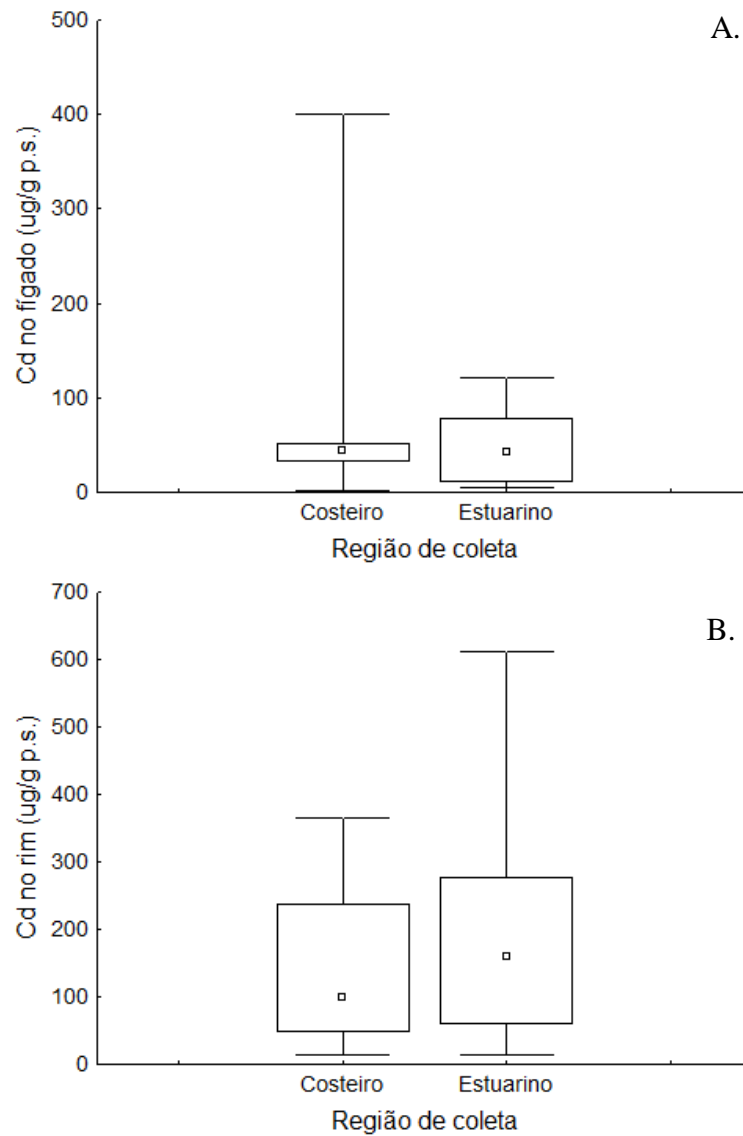 A.
500
400
300
200
100
0
Cd no fígado (ug/g p.s.)
Costeiro Estuarino
Região de coleta
B.
700
600
500
400
300
200
100
0
Cd no rim (ug/g p.s.)
Costeiro Estuarino
Região de coleta